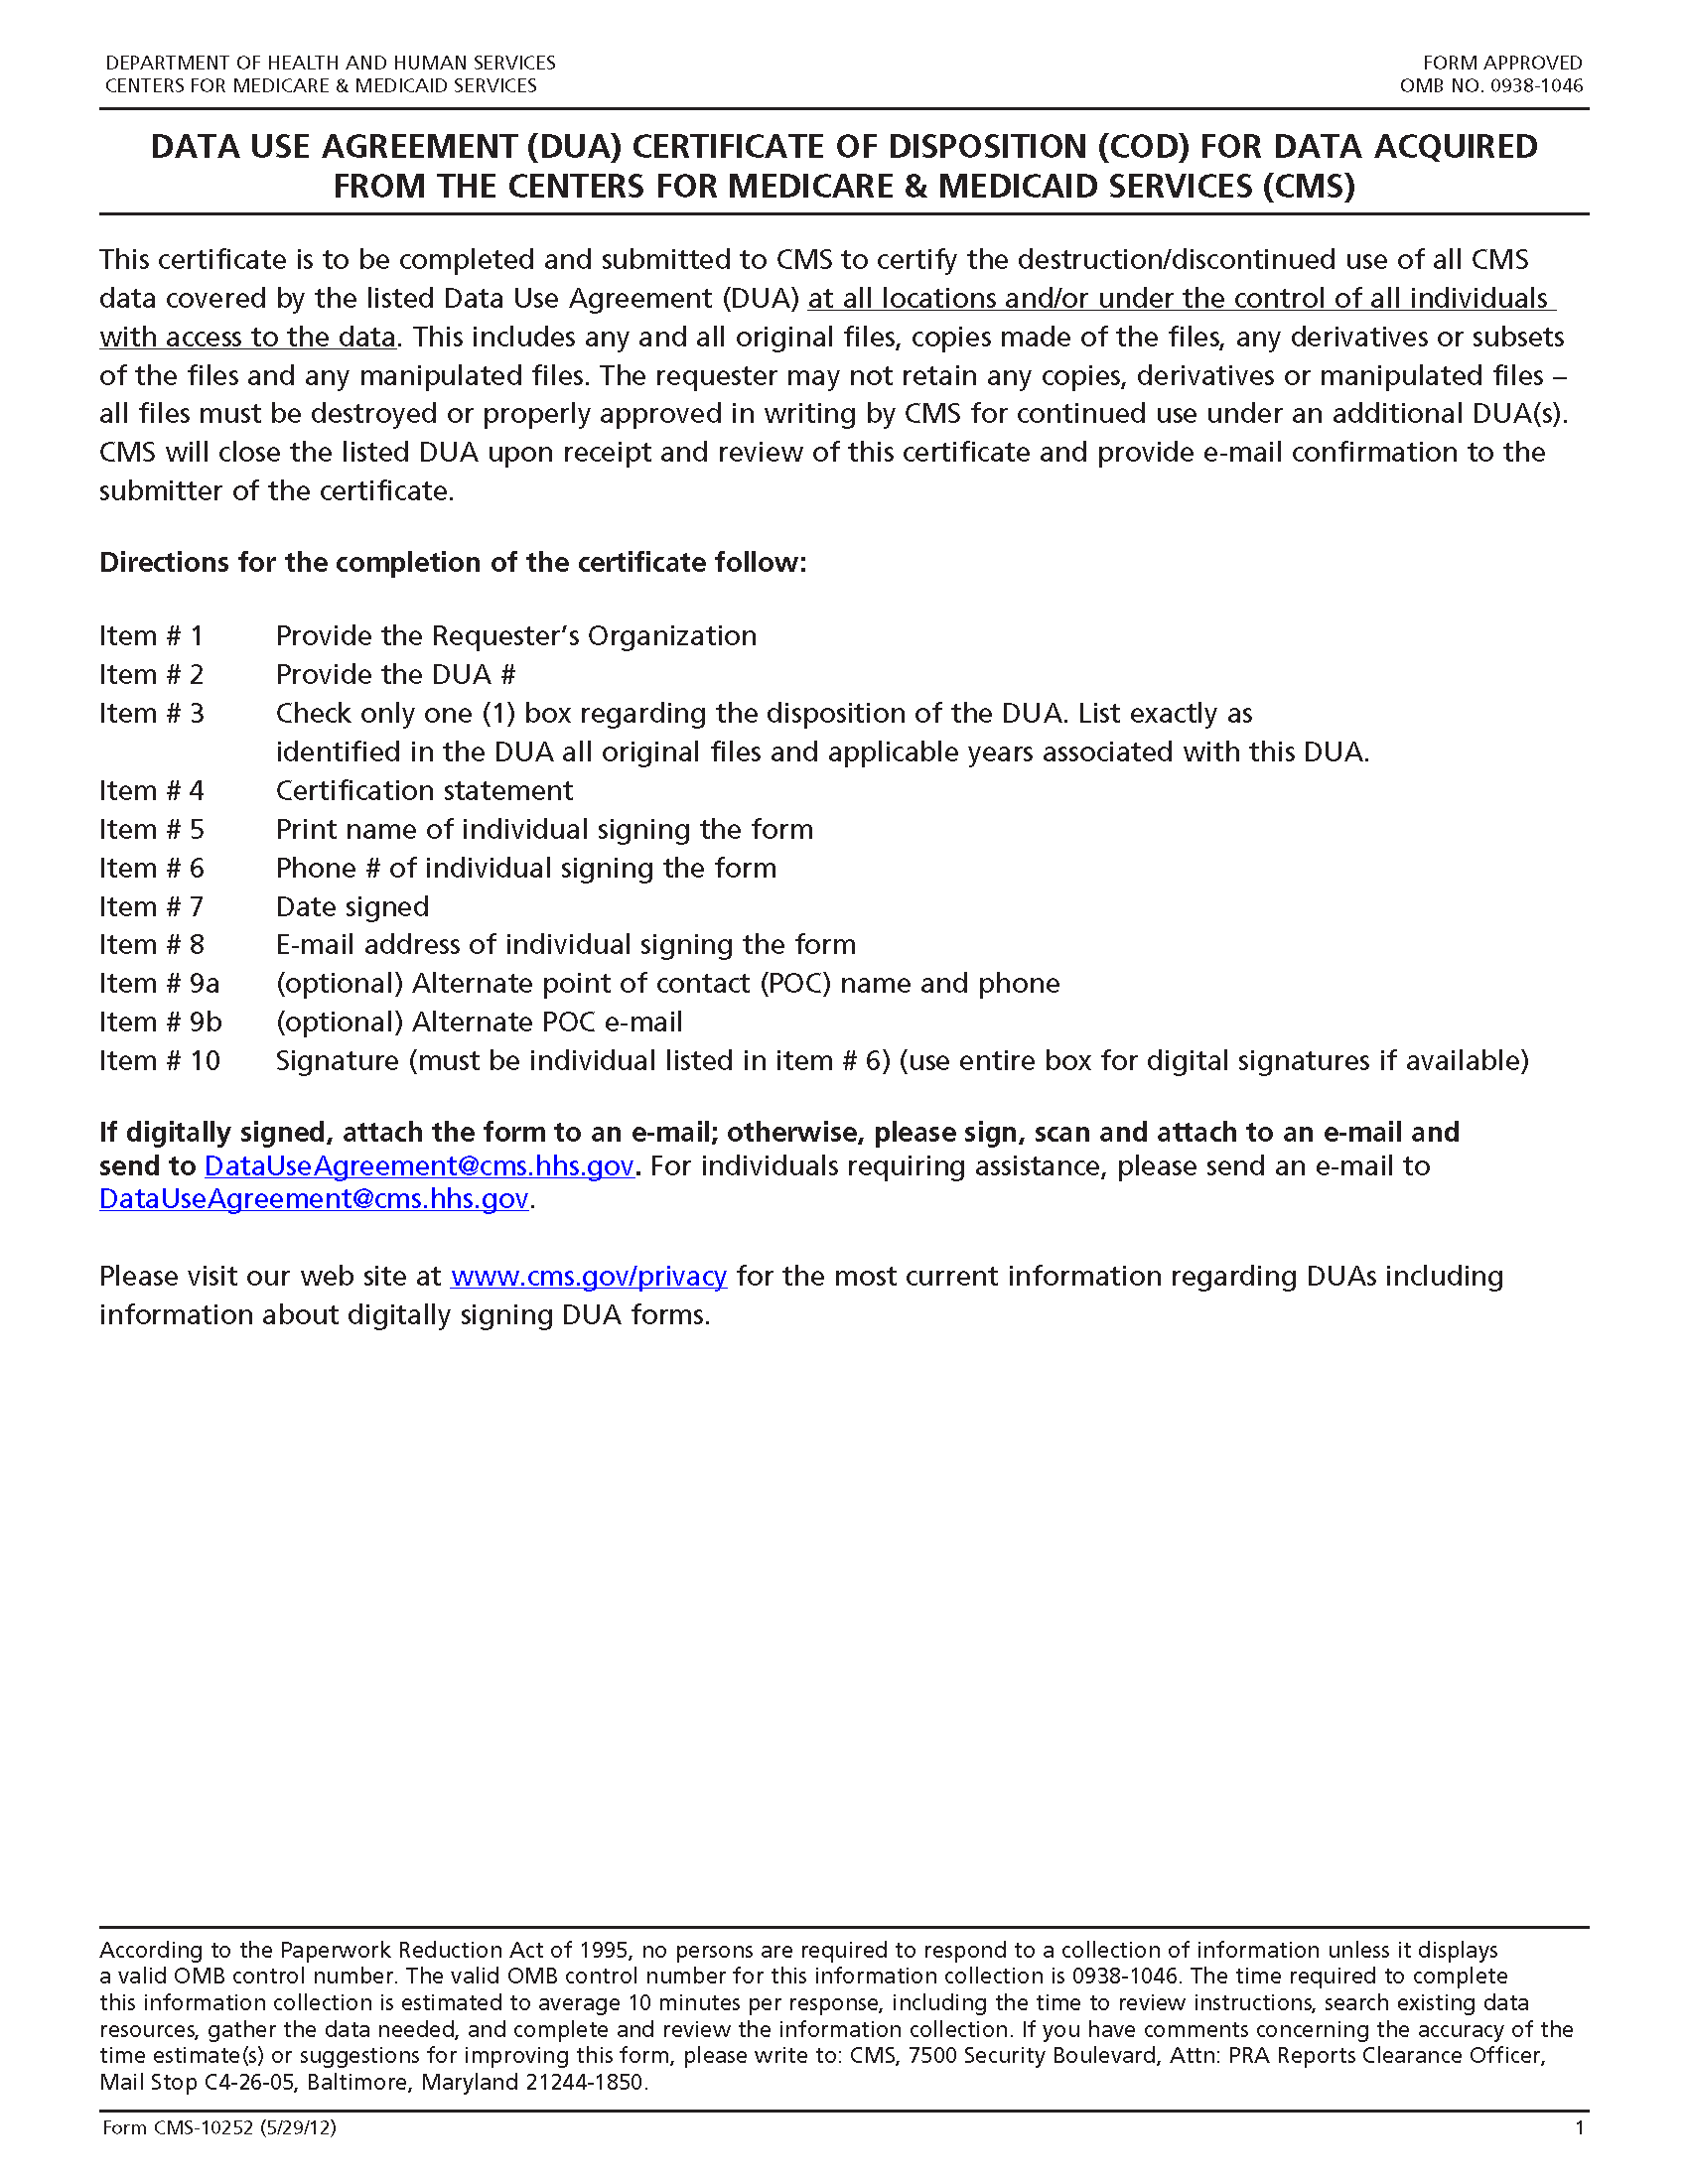 DEPARTMENT OF HEALTH AND HUMAN SERVICES
CENTERS FOR MEDICARE & MEDICAID SERVICES
FORM APPROVED
OMB NO. 0938-1046
DATA USE AGREEMENT (DUA) CERTIFICATE OF DISPOSITION (COD) FOR DATA ACQUIRED
FROM THE CENTERS FOR MEDICARE & MEDICAID SERVICES (CMS)
This certificate is to be completed and submitted to CMS to certify the destruction/discontinued use of all CMS
data covered by the listed Data Use Agreement (DUA) at all locations and/or under the control of all individuals
with access to the data. This includes any and all original files, copies made of the files, any derivatives or subsets
of the files and any manipulated files. The requester may not retain any copies, derivatives or manipulated files –
all files must be destroyed or properly approved in writing by CMS for continued use under an additional DUA(s).
CMS will close the listed DUA upon receipt and review of this certificate and provide e-mail confirmation to the
submitter of the certificate.
Directions for the completion of the certificate follow:
Item # 1 Provide the Requester's Organization
Item # 2 Provide the DUA #
Item # 3 Check only one (1) box regarding the disposition of the DUA. List exactly as
identified in the DUA all original files and applicable years associated with this DUA.
Item # 4 Certification statement
Item # 5 Print name of individual signing the form
Item # 6 Phone # of individual signing the form
Item # 7 Date signed
Item # 8 E-mail address of individual signing the form
Item # 9a (optional) Alternate point of contact (POC) name and phone
Item # 9b (optional) Alternate POC e-mail
Item # 10 Signature (must be individual listed in item # 6) (use entire box for digital signatures if available)
If digitally signed, attach the form to an e-mail; otherwise, please sign, scan and attach to an e-mail and
send to DataUseAgreement@cms.hhs.gov. For individuals requiring assistance, please send an e-mail to
DataUseAgreement@cms.hhs.gov.
Please visit our web site at www.cms.gov/privacy for the most current information regarding DUAs including
information about digitally signing DUA forms.
According to the Paperwork Reduction Act of 1995, no persons are required to respond to a collection of information unless it displays
a valid OMB control number. The valid OMB control number for this information collection is 0938-1046. The time required to complete
this information collection is estimated to average 10 minutes per response, including the time to review instructions, search existing data
resources, gather the data needed, and complete and review the information collection. If you have comments concerning the accuracy of the
time estimate(s) or suggestions for improving this form, please write to: CMS, 7500 Security Boulevard, Attn: PRA Reports Clearance Officer,
Mail Stop C4-26-05, Baltimore, Maryland 21244-1850.
Form CMS-10252 (5/29/12) 1